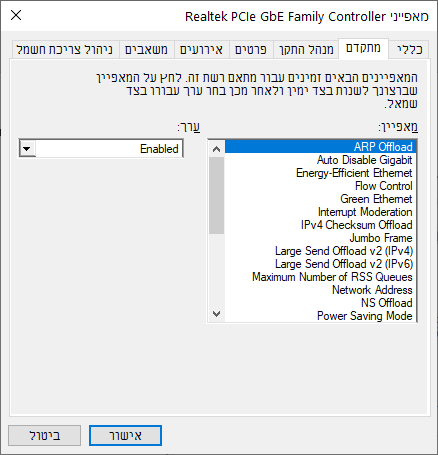 מאפייני Realtek PCIe GbE Family Controller
כללי
מתקדם
מנהל התקן
פרטים
אירועים
משאבים
ניהול צריכת חשמל
המאפיינים הבאים זמינים עבור מתאם רשת זה. לחץ על המאפיין
שברצונך לשנות בצד ימין ולאחר מכן בחר ערך עבורו בצד
שמאל.
מאפיין:
ערך:
ARP Offload
Auto Disable Gigabit
Energy-Efficient Ethernet
Flow Control
Green Ethernet
Interrupt Moderation
IPv4 Checksum Offload
Jumbo Frame
Large Send Offload v2 (IPv4)
Large Send Offload v2 (IPv6)
Maximum Number of RSS Queues
Network Address
NS Offload
Power Saving Mode
Enabled
אישור
ביטול